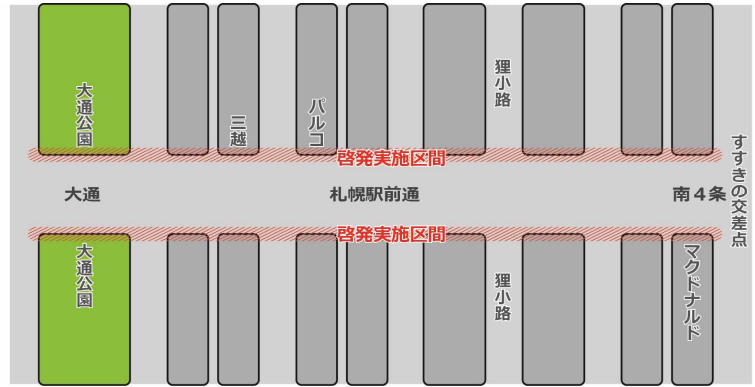 大通公園
三越
パルコ
狸小路
啓発実施区間
大通
札幌駅前通
南４条
すすきの交差点
啓発実施区間
大通公園
狸小路
マクドナルド